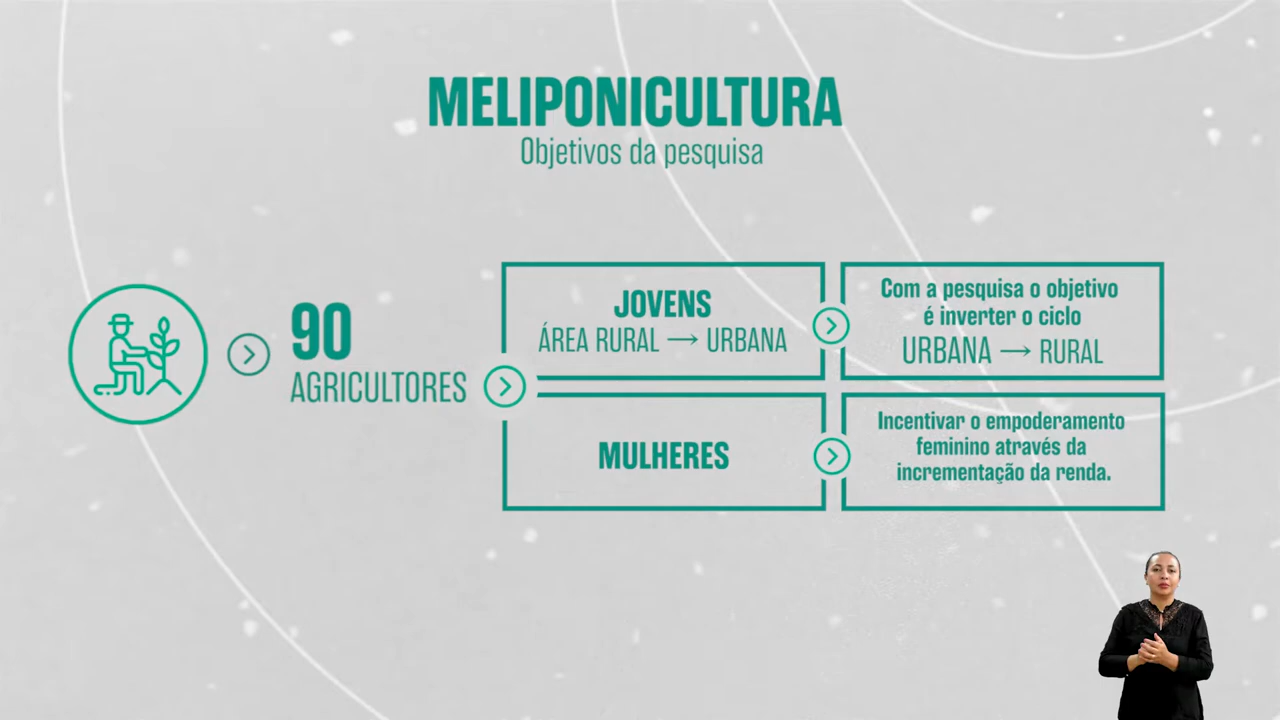 MELIPONICULTURA
Objetivos da pesquisa
90
AGRICULTORES
JOVENS
ÁREA RURAL → URBANA
Com a pesquisa o objetivo
é inverter o ciclo
URBANA → RURAL
MULHERES
Incentivar o empoderamento
feminino através da
incrementação da renda.